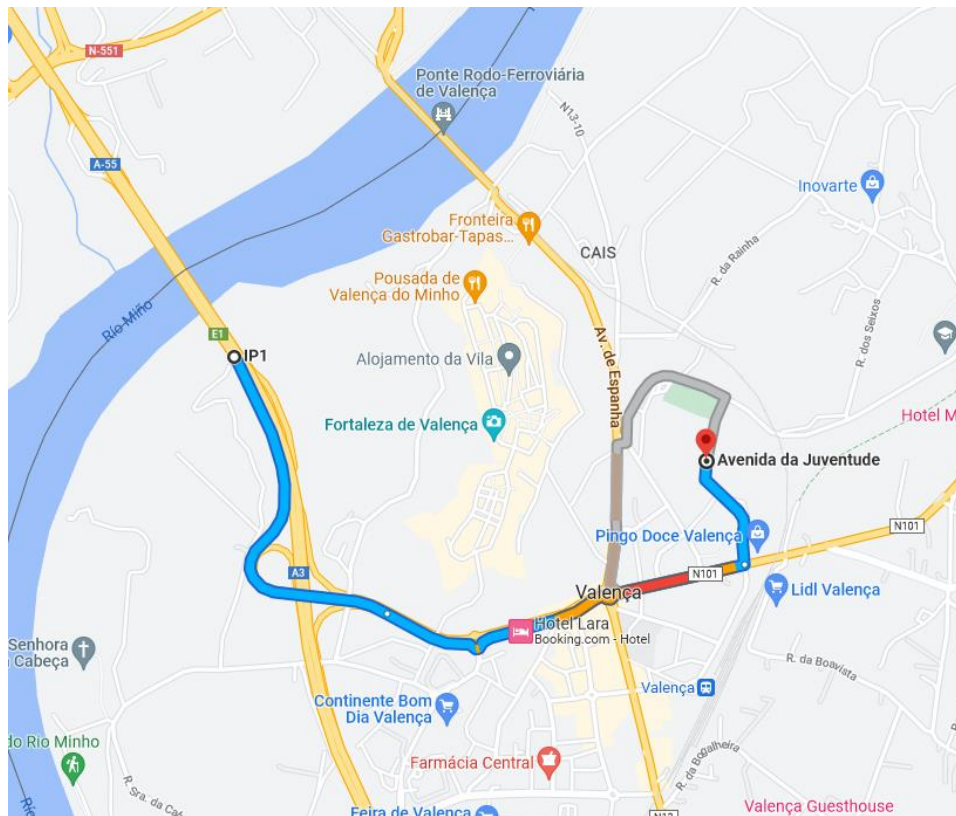 N-551
Ponte Rodo-Ferroviária
de Valença
N13-10
A-55
Inovarte
Fronteira
Gastrobar-Tapas...
CAIS
R. da Rainha
Pousada de
Valença do Minho
Río Miño
E1
IP1
Av. de Espanha
R. dos Seixos
Alojamento da Vila
Hotel M
Fortaleza de Valença
Avenida da Juventude
Pingo Doce Valença
N101
A3
N101
Valença
Lidl Valença
Hotel Lara
Booking.com - Hotel
Senhora
Cabeça
R. da Boavista
Valença
Continente Bom
Dia Valença
do Rio Minho
Farmácia Central
R. da Bogalheira
R. Sra. da Ca
Valença Guesthouse
Feira de Valença
N13